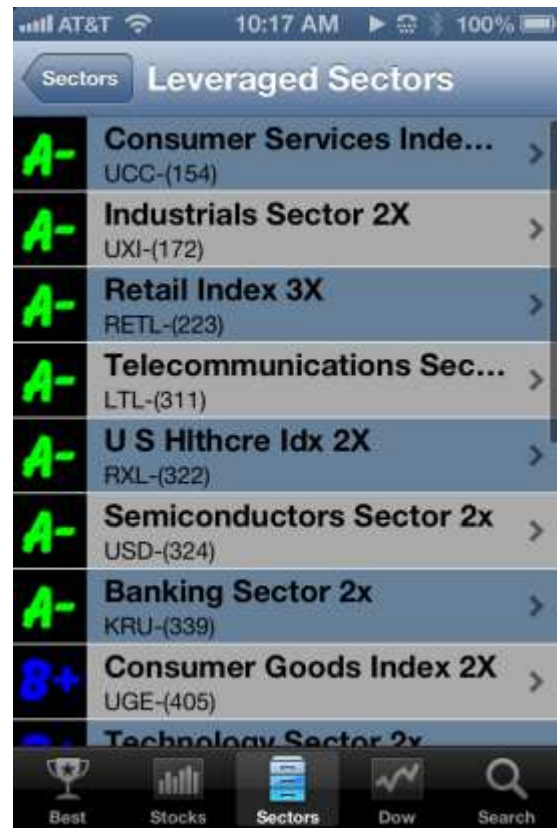 AT&T 10:17 AM 100%
Sectors Leveraged Sectors
A- Consumer Services Inde...
UCC-(154)
A- Industrials Sector 2X
UXI-(172)
A- Retail Index 3X
RETL-(223)
A- Telecommunications Sec...
LTL-(311)
A- U S Hlthcre Idx 2X
RXL-(322)
A- Semiconductors Sector 2x
USD-(324)
A- Banking Sector 2x
KRU-(339)
B+ Consumer Goods Index 2X
UGE-(405)
Technology Sector 2x
Best Stocks Sectors Dow Search